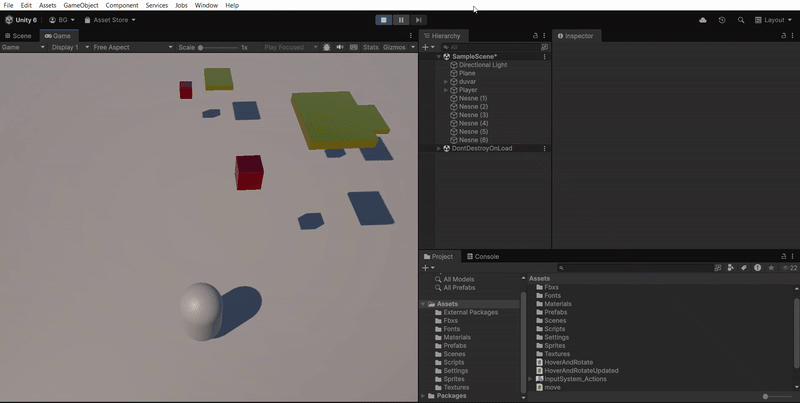 File Edit Assets GameObject Component Services Jobs Window Help
Unity 6 BG Asset Store Layout
Scene Game
Game Display 1 Free Aspect Scale 1x Play Focused Stats Gizmos
Hierarchy
All
SampleScene*
Directional Light
Plane
duvar
Player
Nesne (1)
Nesne (2)
Nesne (3)
Nesne (4)
Nesne (5)
Nesne (6)
DontDestroyOnLoad
Inspector
Project Console
22
All Models
All Prefabs
Assets
External Packages
Fbxs
Fonts
Materials
Prefabs
Scenes
Scripts
Settings
Sprites
Textures
Packages
Assets
Fbxs
Fonts
Materials
Prefabs
Scenes
Scripts
Settings
Sprites
Textures
HoverAndRotate
HoverAndRotateUpdated
InputSystem_Actions
move